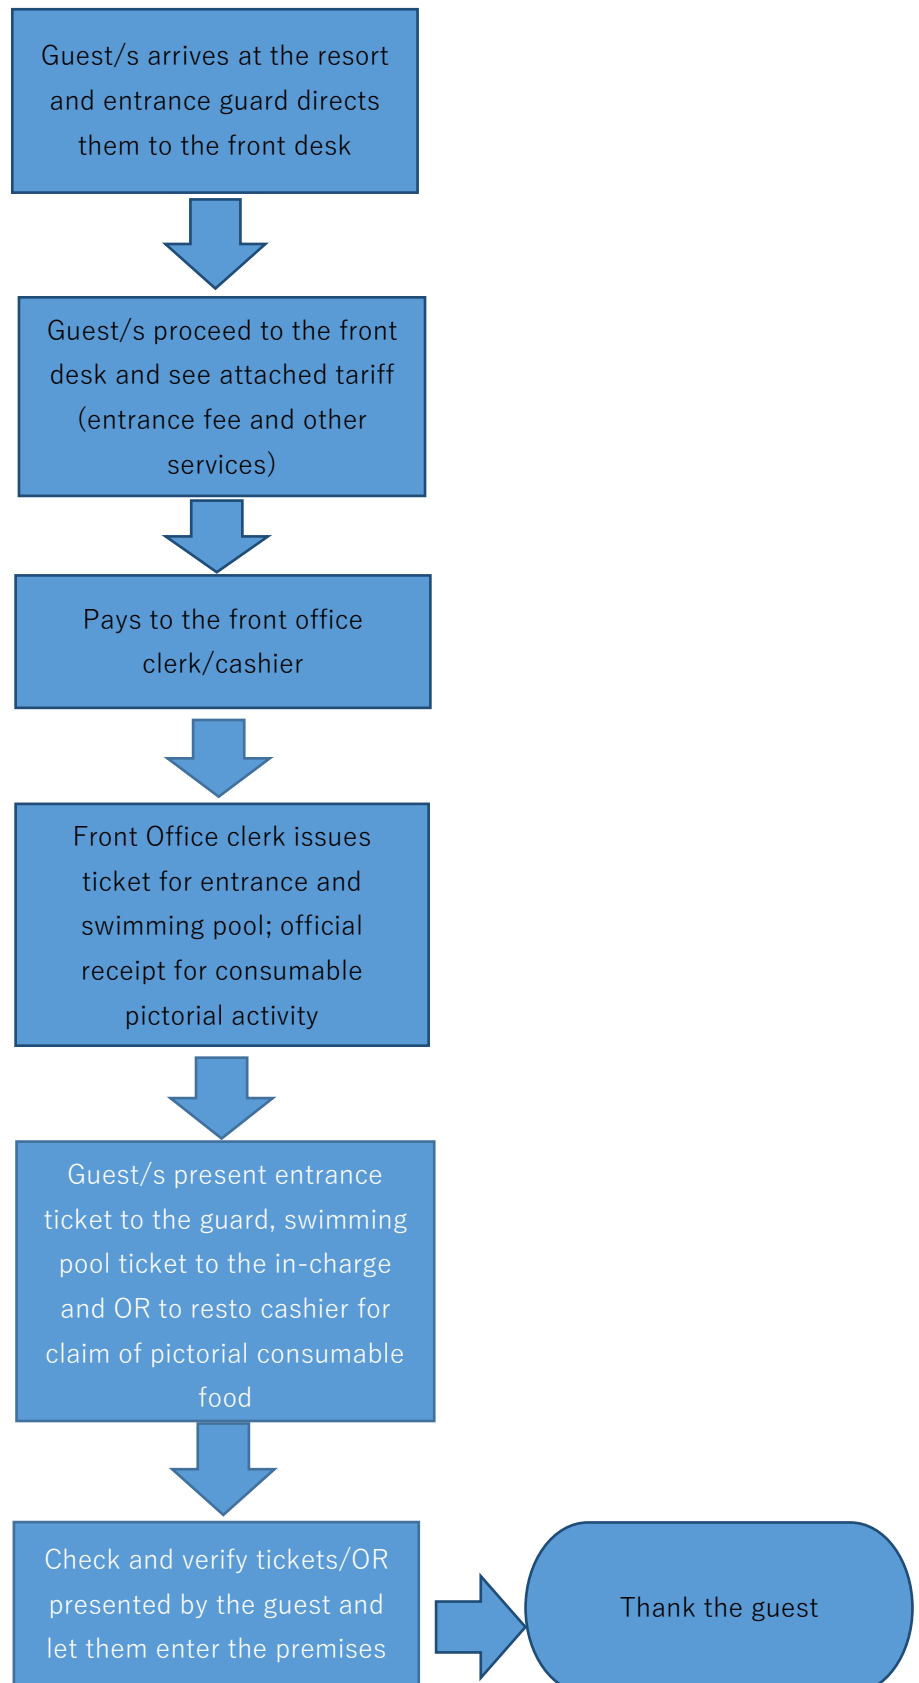 Guest/s arrives at the resort
and entrance guard directs
them to the front desk
Guest/s proceed to the front
desk and see attached tariff
(entrance fee and other
services)
Pays to the front office
clerk/cashier
Front Office clerk issues
ticket for entrance and
swimming pool; official
receipt for consumable
pictorial activity
Guest/s present entrance
ticket to the guard, swimming
pool ticket to the in-charge
and OR to resto cashier for
claim of pictorial consumable
food
Check and verify tickets/OR
presented by the guest and
let them enter the premises
Thank the guest